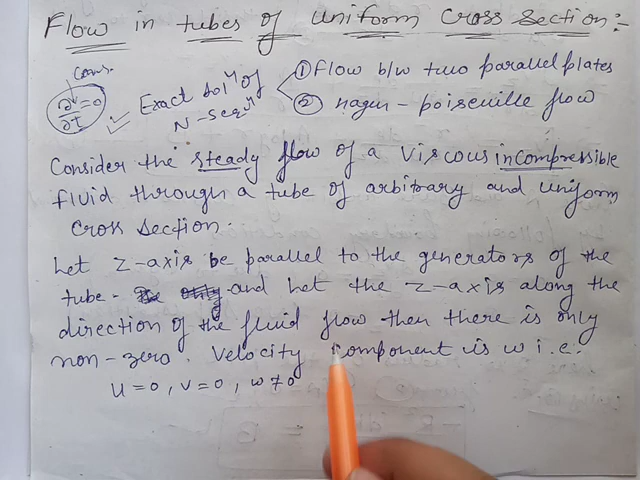 Flow in tubes of uniform cross section:-
Cons.
∂/∂t = 0
Exact solⁿ of N-S eqⁿ
① Flow b/w two parallel plates
② Hagen - poiseuille flow
Consider the steady flow of a viscous incompressible
fluid through a tube of arbitrary and uniform
cross section.
Let z-axis be parallel to the generators of the
tube - and Let the z-axis along the
direction of the fluid flow then there is only
non-zero. Velocity component is w i.e.
u = 0, v = 0, w ≠ 0